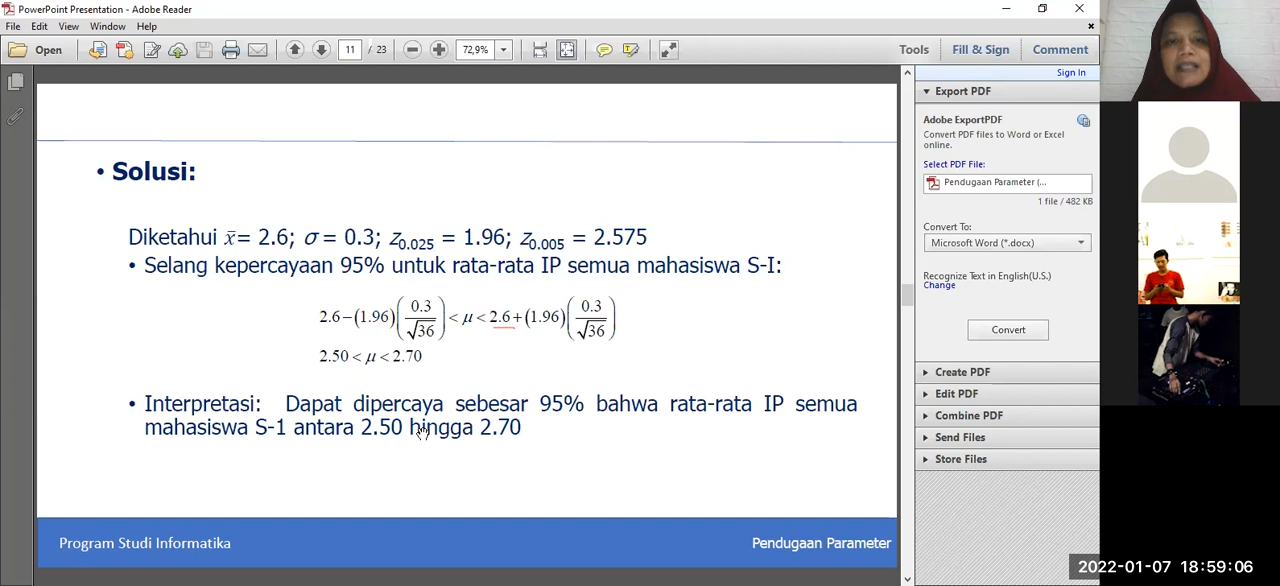 PowerPoint Presentation - Adobe Reader
File Edit View Window Help
Open 11 / 23 72,9% Tools Fill & Sign Comment
Sign In
Export PDF
Adobe ExportPDF
Convert PDF files to Word or Excel
online.
Select PDF File:
Pendugaan Parameter (...
1 file / 482 KB
Convert To:
Microsoft Word (*.docx)
Recognize Text in English(U.S.)
Change
Convert
Create PDF
Edit PDF
Combine PDF
Send Files
Store Files
• Solusi:
Diketahui x̄ = 2.6; σ = 0.3; z0.025 = 1.96; z0.005 = 2.575
• Selang kepercayaan 95% untuk rata-rata IP semua mahasiswa S-I:
2.6−(1.96)(0.3/√36) < μ < 2.6+(1.96)(0.3/√36)
2.50 < μ < 2.70
• Interpretasi: Dapat dipercaya sebesar 95% bahwa rata-rata IP semua
mahasiswa S-1 antara 2.50 hingga 2.70
Program Studi Informatika Pendugaan Parameter
2022-01-07 18:59:06